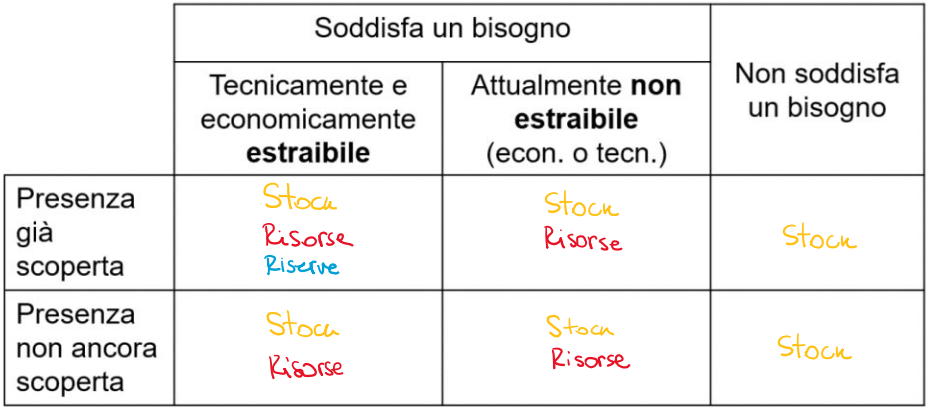 Soddisfa un bisogno
Non soddisfa
un bisogno
Tecnicamente e
economicamente
estraibile
Attualmente non
estraibile
(econ. o tecn.)
Presenza
già
scoperta
Stock
Risorse
Riserve
Stock
Risorse
Stock
Presenza
non ancora
scoperta
Stock
Risorse
Stock
Risorse
Stock